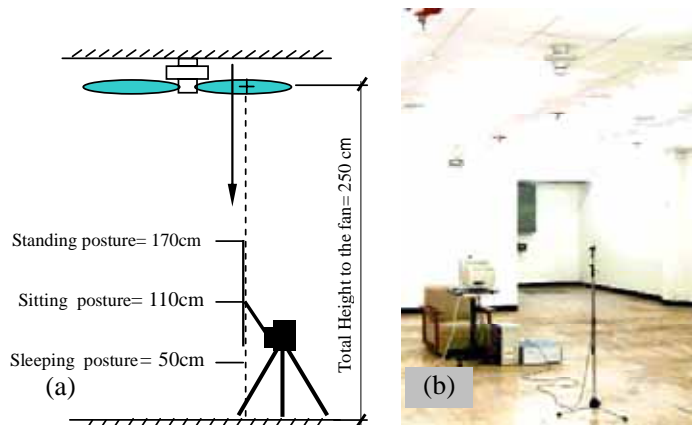 Standing posture= 170cm
Sitting posture= 110cm
Sleeping posture= 50cm
Total Height to the fan= 250 cm
(a)
(b)